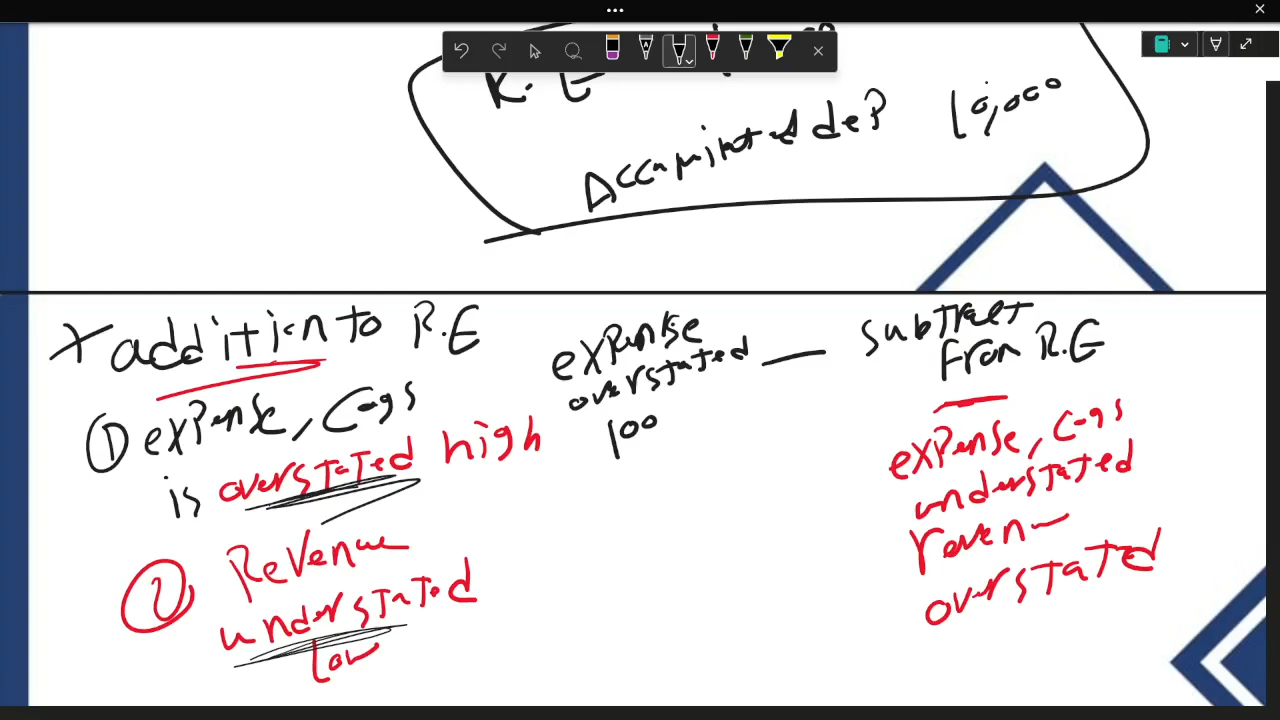 R.E
Accumulated dep 10,000
+ addition to R.E
① expense, Cogs
is overstated high
② Revenue
understated
low
expense
overstated —
100
subtract
from R.E
expense, cogs
understated
reven
overstated